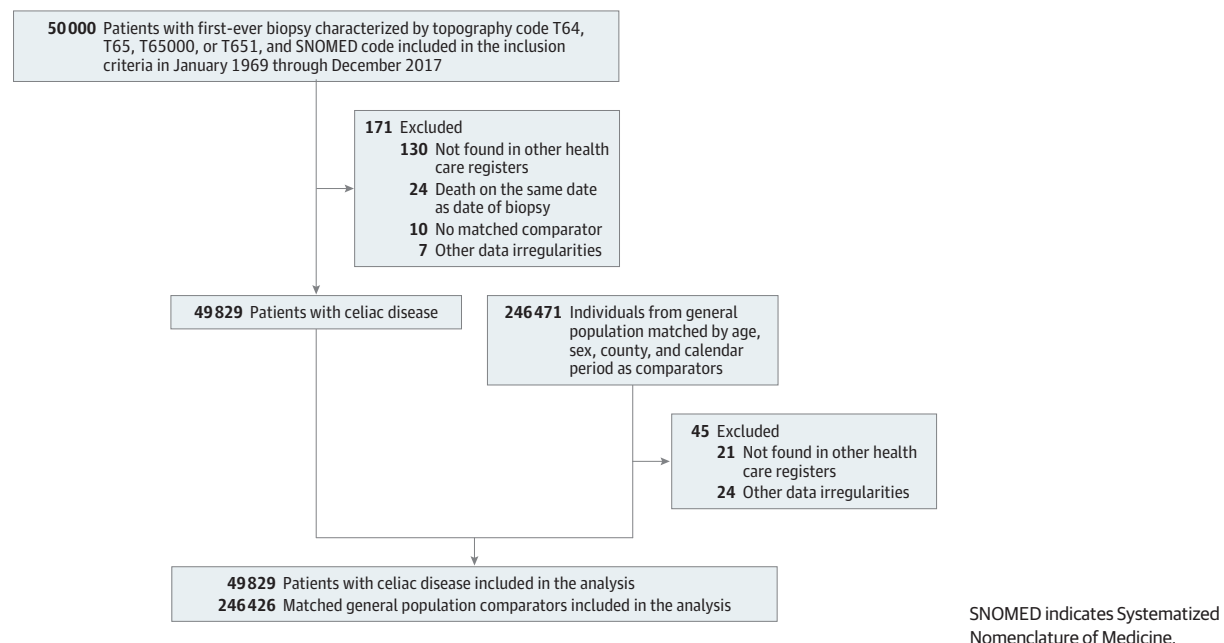 50 000 Patients with first-ever biopsy characterized by topography code T64,
T65, T65000, or T651, and SNOMED code included in the inclusion
criteria in January 1969 through December 2017
171 Excluded
130 Not found in other health
care registers
24 Death on the same date
as date of biopsy
10 No matched comparator
7 Other data irregularities
49 829 Patients with celiac disease
246 471 Individuals from general
population matched by age,
sex, county, and calendar
period as comparators
45 Excluded
21 Not found in other health
care registers
24 Other data irregularities
49 829 Patients with celiac disease included in the analysis
246 426 Matched general population comparators included in the analysis
SNOMED indicates Systematized
Nomenclature of Medicine.